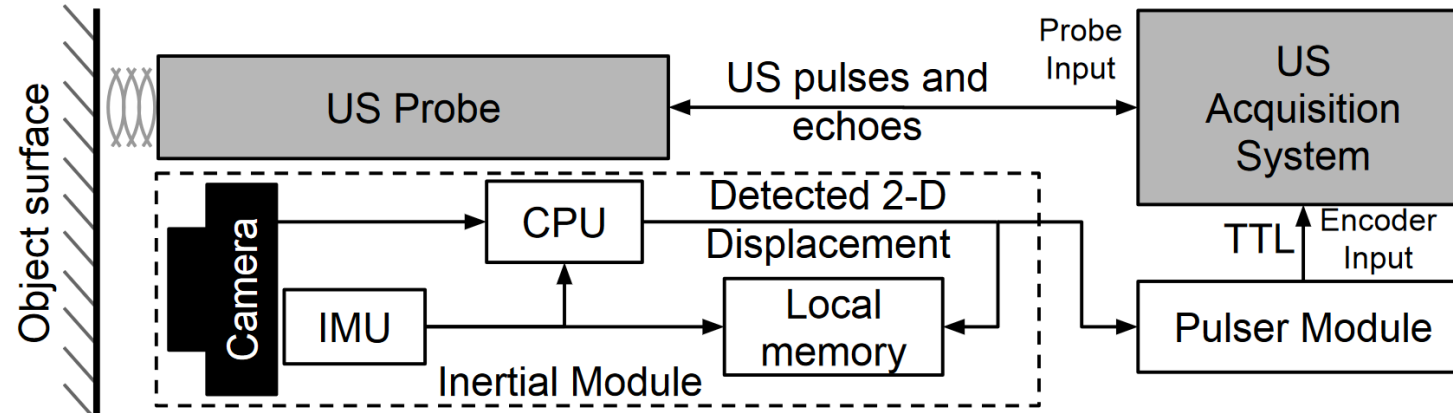 Object surface
US Probe
US pulses and
echoes
Probe
Input
US
Acquisition
System
Camera
CPU
Detected 2-D
Displacement
TTL
Encoder
Input
IMU
Local
memory
Pulser Module
Inertial Module